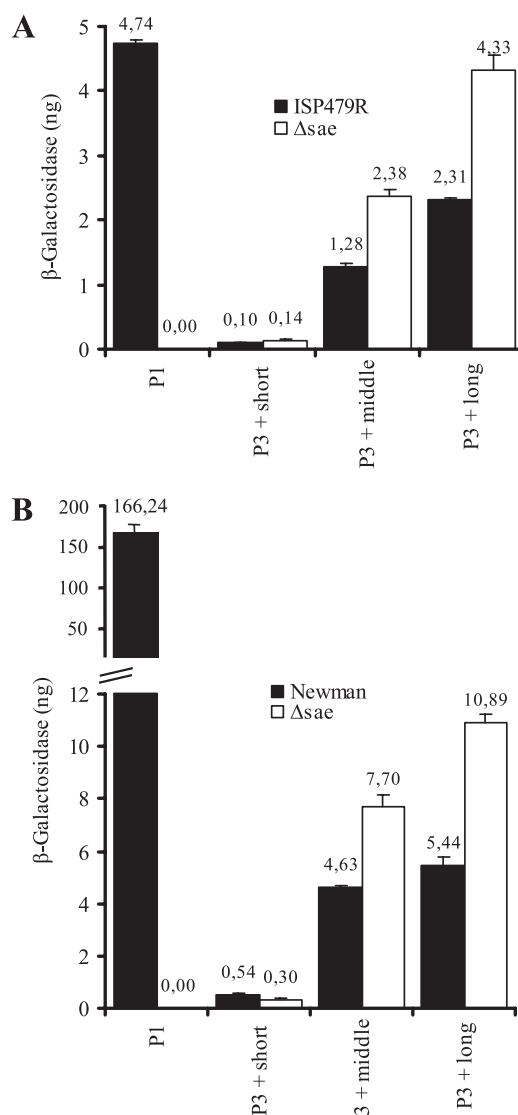 A
β-Galactosidase (ng)
5
4
3
2
1
0
4,74
0,00
0,10
0,14
1,28
2,38
2,31
4,33
ISP479R
Δsae
P1
P3 + short
P3 + middle
P3 + long
B
β-Galactosidase (ng)
200
150
100
50
12
10
8
6
4
2
0
166,24
0,00
0,54
0,30
4,63
7,70
5,44
10,89
Newman
Δsae
P1
P3 + short
3 + middle
P3 + long